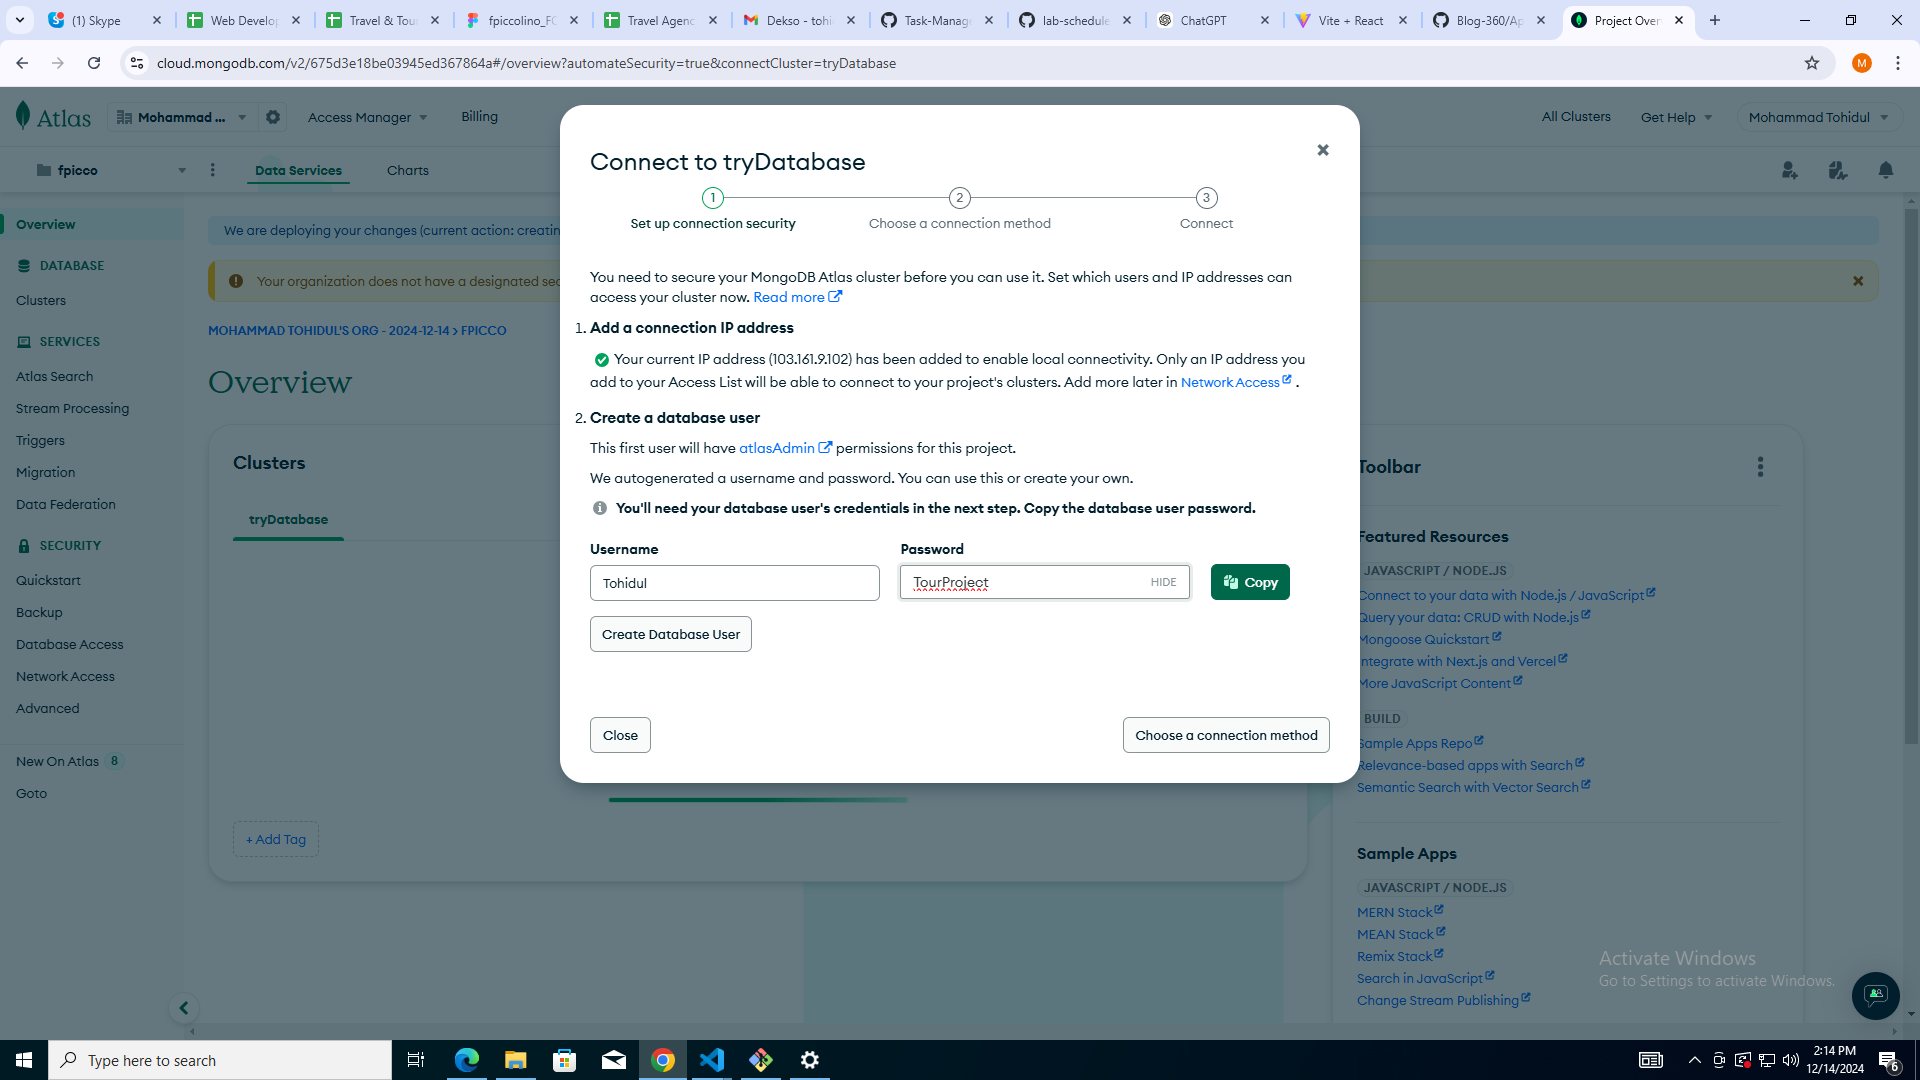 (1) Skype
Web Develop
Travel & Tou
fpiccolino_FC
Travel Agenc
Dekso - tohi
Task-Manag
lab-schedule
ChatGPT
Vite + React
Blog-360/Ap
Project Over
cloud.mongodb.com/v2/675d3e18be03945ed367864a#/overview?automateSecurity=true&connectCluster=tryDatabase
M
Atlas
Mohammad ...
Access Manager
Billing
All Clusters
Get Help
Mohammad Tohidul
fpicco
Data Services
Charts
Overview
DATABASE
Clusters
SERVICES
Atlas Search
Stream Processing
Triggers
Migration
Data Federation
SECURITY
Quickstart
Backup
Database Access
Network Access
Advanced
New On Atlas 8
Goto
We are deploying your changes (current action: creatin
Your organization does not have a designated sec
MOHAMMAD TOHIDUL'S ORG - 2024-12-14 > FPICCO
Overview
Clusters
tryDatabase
+ Add Tag
Connect to tryDatabase
1
2
3
Set up connection security
Choose a connection method
Connect
You need to secure your MongoDB Atlas cluster before you can use it. Set which users and IP addresses can
access your cluster now. Read more
1. Add a connection IP address
Your current IP address (103.161.9.102) has been added to enable local connectivity. Only an IP address you
add to your Access List will be able to connect to your project's clusters. Add more later in Network Access .
2. Create a database user
This first user will have atlasAdmin permissions for this project.
We autogenerated a username and password. You can use this or create your own.
You'll need your database user's credentials in the next step. Copy the database user password.
Username
Password
Tohidul
TourProject
HIDE
Copy
Create Database User
Close
Choose a connection method
Toolbar
Featured Resources
JAVASCRIPT / NODE.JS
Connect to your data with Node.js / JavaScript
Query your data: CRUD with Node.js
Mongoose Quickstart
Integrate with Next.js and Vercel
More JavaScript Content
BUILD
Sample Apps Repo
Relevance-based apps with Search
Semantic Search with Vector Search
Sample Apps
JAVASCRIPT / NODE.JS
MERN Stack
MEAN Stack
Remix Stack
Search in JavaScript
Change Stream Publishing
Activate Windows
Go to Settings to activate Windows.
Type here to search
2:14 PM
12/14/2024
6